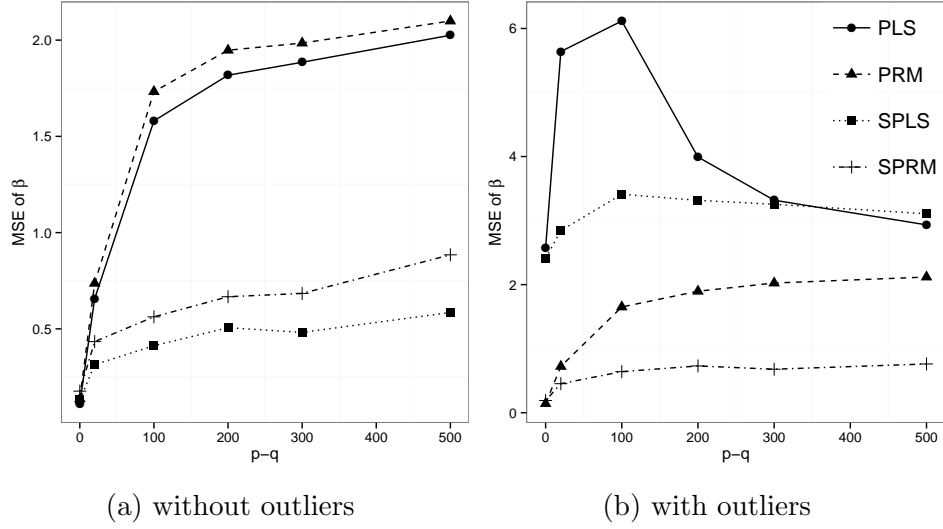 2.0
1.5
1.0
0.5
MSE of β
0 100 200 300 400 500
p−q
(a) without outliers
6
4
2
0
MSE of β
0 100 200 300 400 500
p−q
PLS
PRM
SPLS
SPRM
(b) with outliers